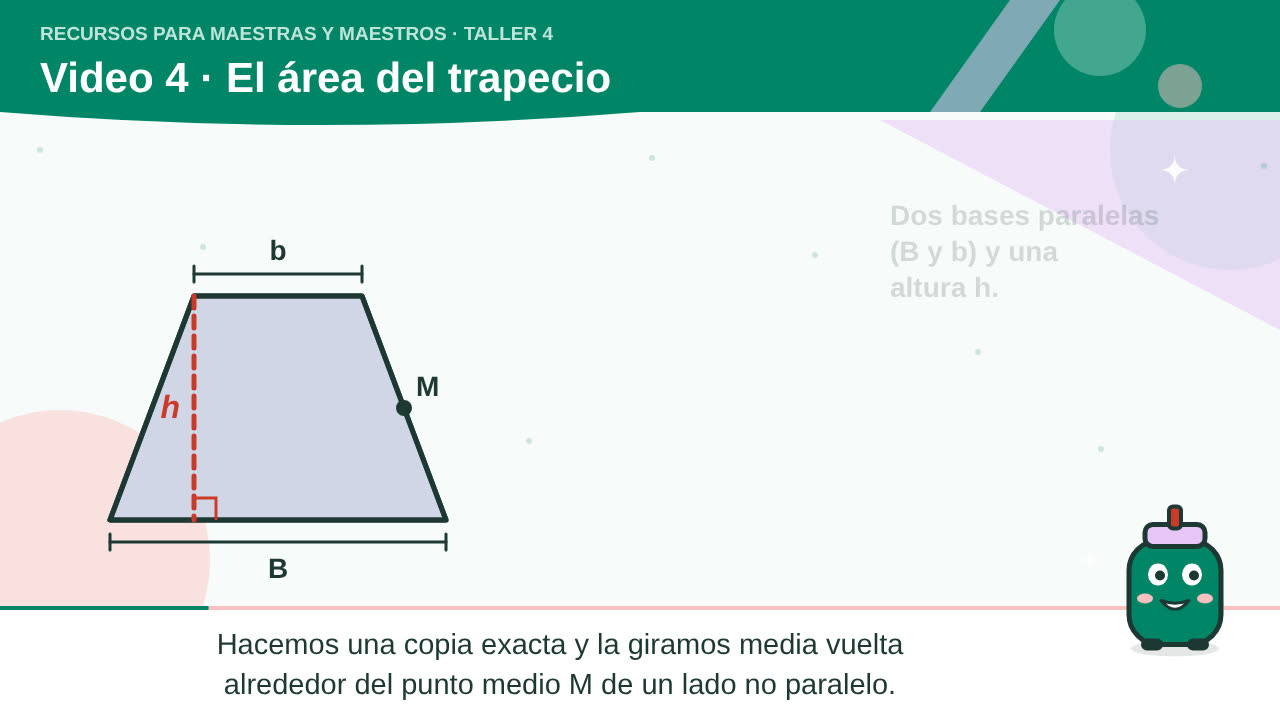 RECURSOS PARA MAESTRAS Y MAESTROS · TALLER 4
Video 4 · El área del trapecio
Dos bases paralelas
(B y b) y una
altura h.
b
M
h
B
Hacemos una copia exacta y la giramos media vuelta
alrededor del punto medio M de un lado no paralelo.